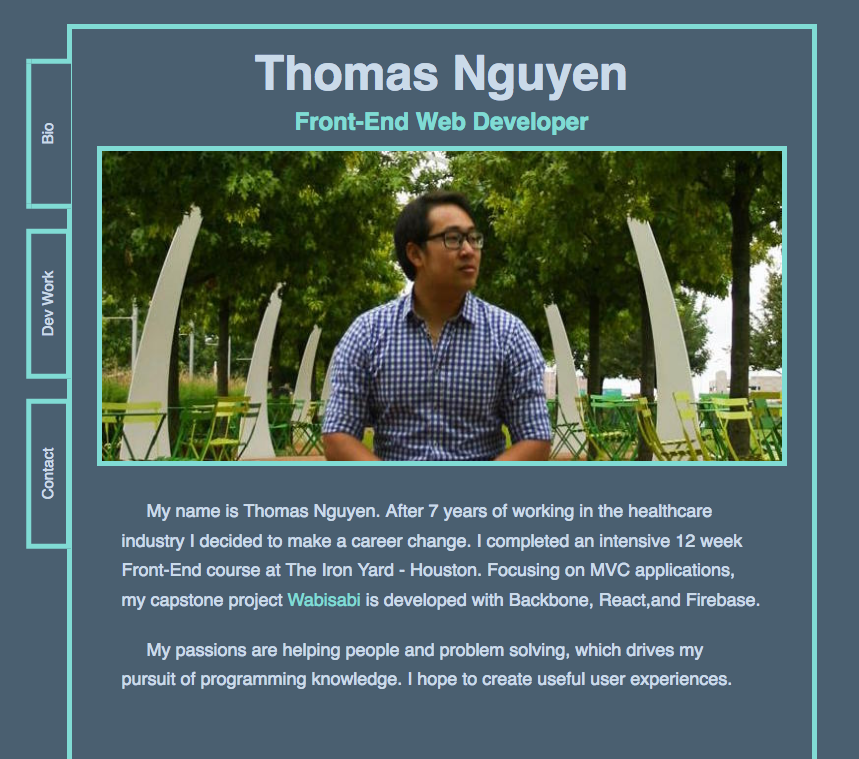 Thomas Nguyen
Front-End Web Developer
Bio
Dev Work
Contact
My name is Thomas Nguyen. After 7 years of working in the healthcare
industry I decided to make a career change. I completed an intensive 12 week
Front-End course at The Iron Yard - Houston. Focusing on MVC applications,
my capstone project Wabisabi is developed with Backbone, React,and Firebase.
My passions are helping people and problem solving, which drives my
pursuit of programming knowledge. I hope to create useful user experiences.